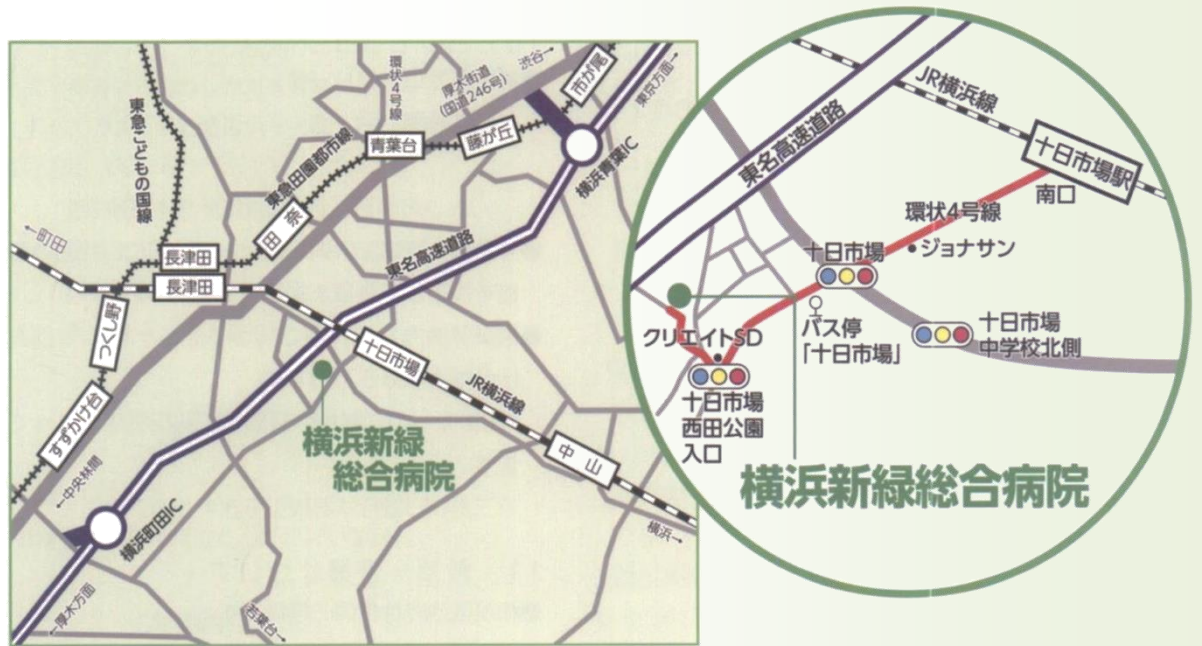 東急こどもの国線
環状4号線
厚木街道
(国道246号)
渋谷→
市が尾
東京方面→
青葉台
藤が丘
東急田園都市線
横浜青葉IC
田奈
←町田
長津田
長津田
東名高速道路
つくし野
十日市場
JR横浜線
すずかけ台
横浜新緑
総合病院
中山
←中央林間
横浜町田IC
横浜→
←厚木方面
若葉台→
JR横浜線
東名高速道路
十日市場駅
南口
環状4号線
ジョナサン
十日市場
クリエイトSD
バス停
「十日市場」
十日市場
中学校北側
十日市場
西田公園
入口
横浜新緑総合病院